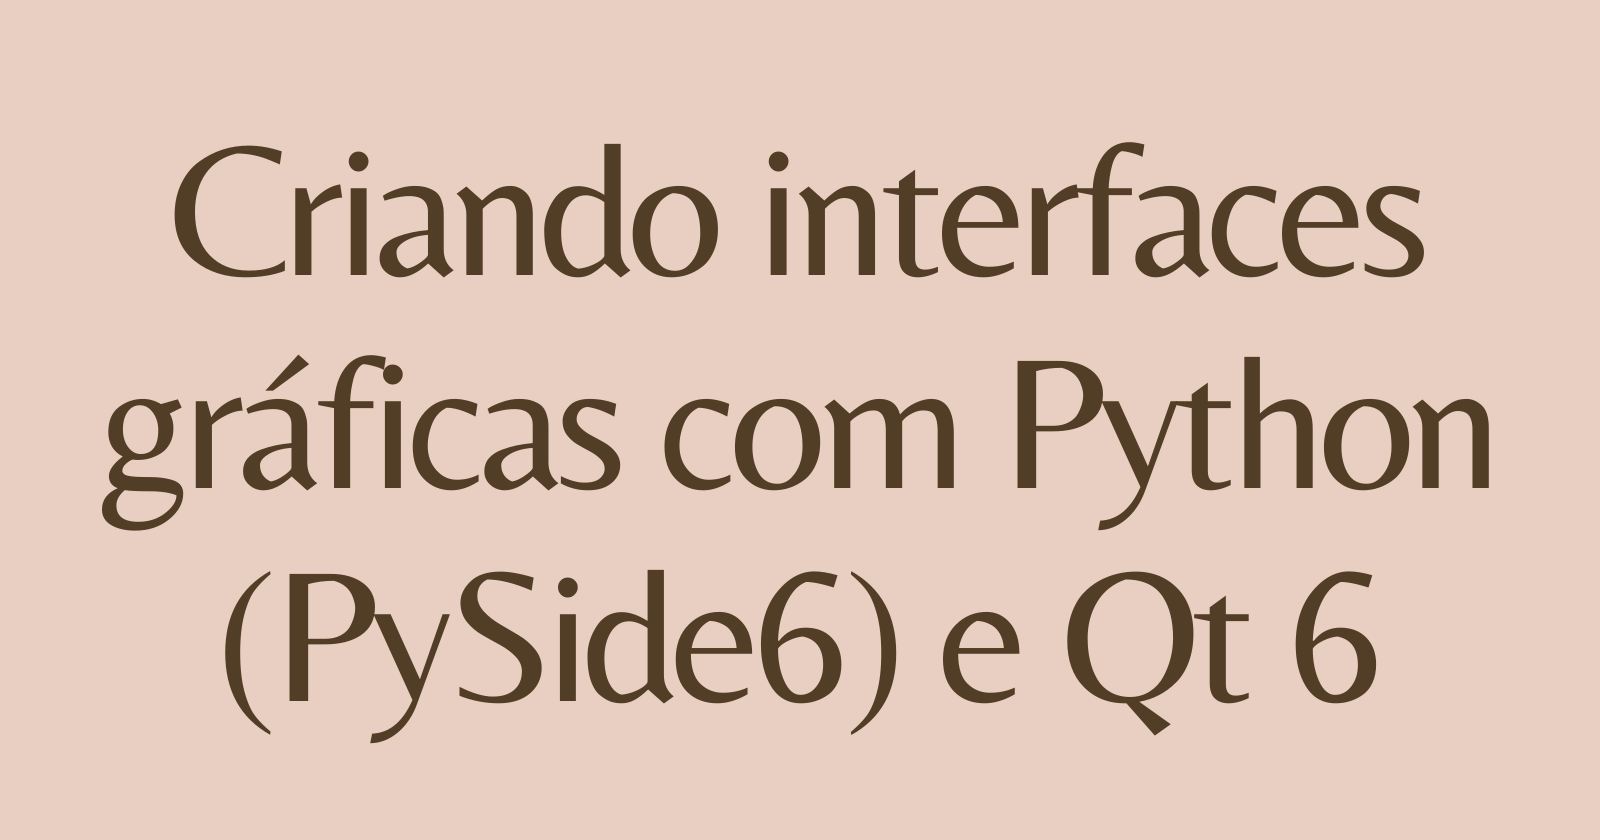 Criando interfaces
gráficas com Python
(PySide6) e Qt 6